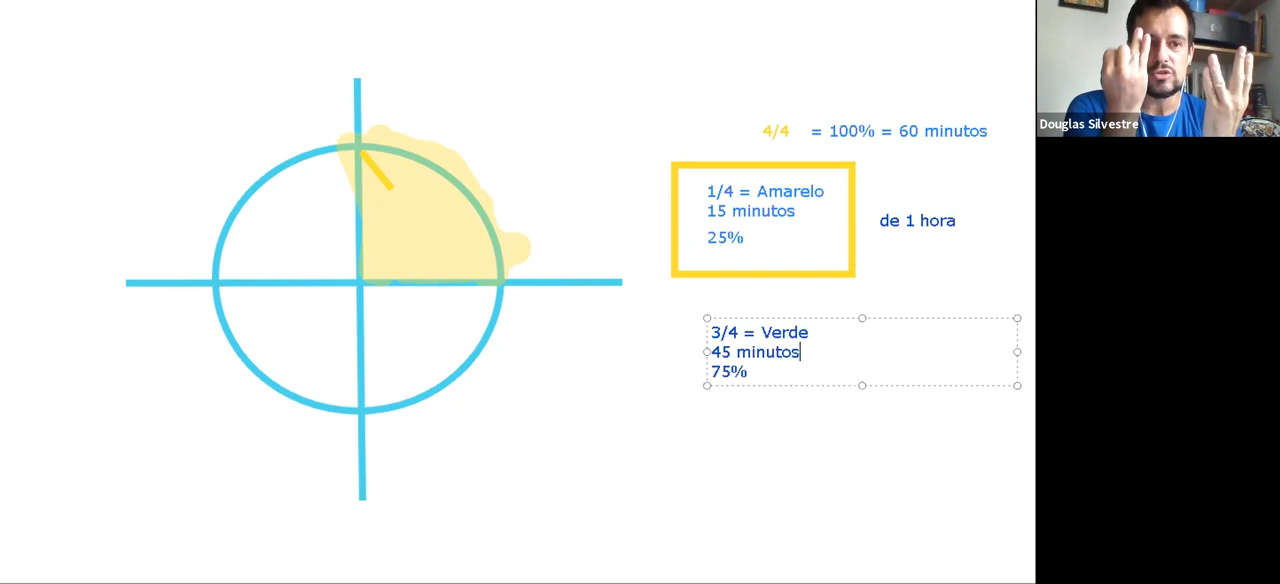 4/4 = 100% = 60 minutos
1/4 = Amarelo
15 minutos
25%
de 1 hora
3/4 = Verde
45 minutos
75%
Douglas Silvestre